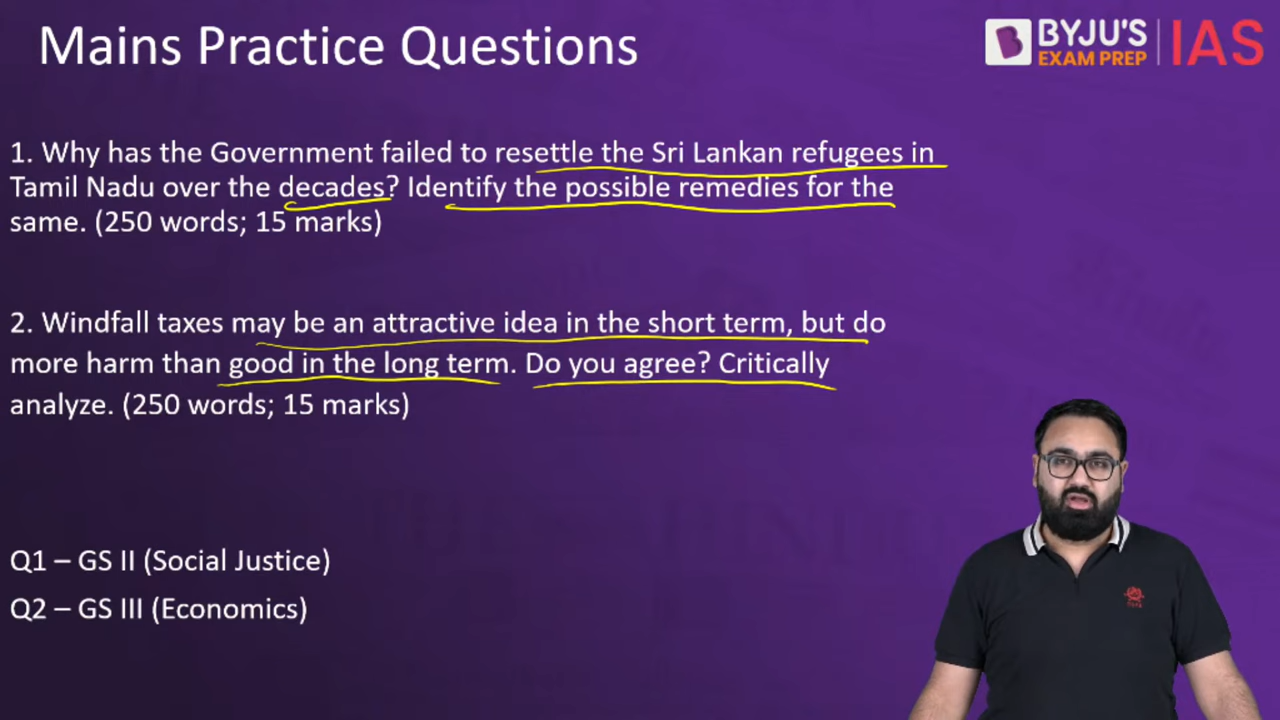 Mains Practice Questions
BYJU'S
EXAM PREP
IAS
1. Why has the Government failed to resettle the Sri Lankan refugees in
Tamil Nadu over the decades? Identify the possible remedies for the
same. (250 words; 15 marks)
2. Windfall taxes may be an attractive idea in the short term, but do
more harm than good in the long term. Do you agree? Critically
analyze. (250 words; 15 marks)
Q1 – GS II (Social Justice)
Q2 – GS III (Economics)